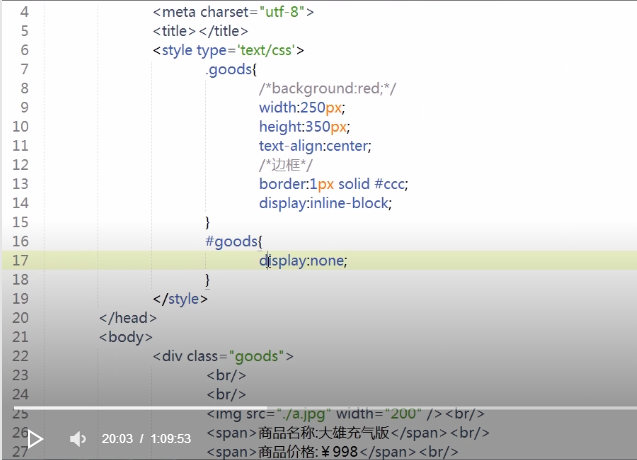 4 <meta charset="utf-8">
5 <title></title>
6 <style type='text/css'>
7 .goods{
8 /*background:red;*/
9 width:250px;
10 height:350px;
11 text-align:center;
12 /*边框*/
13 border:1px solid #ccc;
14 display:inline-block;
15 }
16 #goods{
17 display:none;
18 }
19 </style>
20 </head>
21 <body>
22 <div class="goods">
23 <br/>
24 <br/>
25 <img src="./a.jpg" width="200" /><br/>
26 <span>商品名称:大雄充气版</span><br/>
27 <span>商品价格:￥998</span><br/>
20:03 / 1:09:53